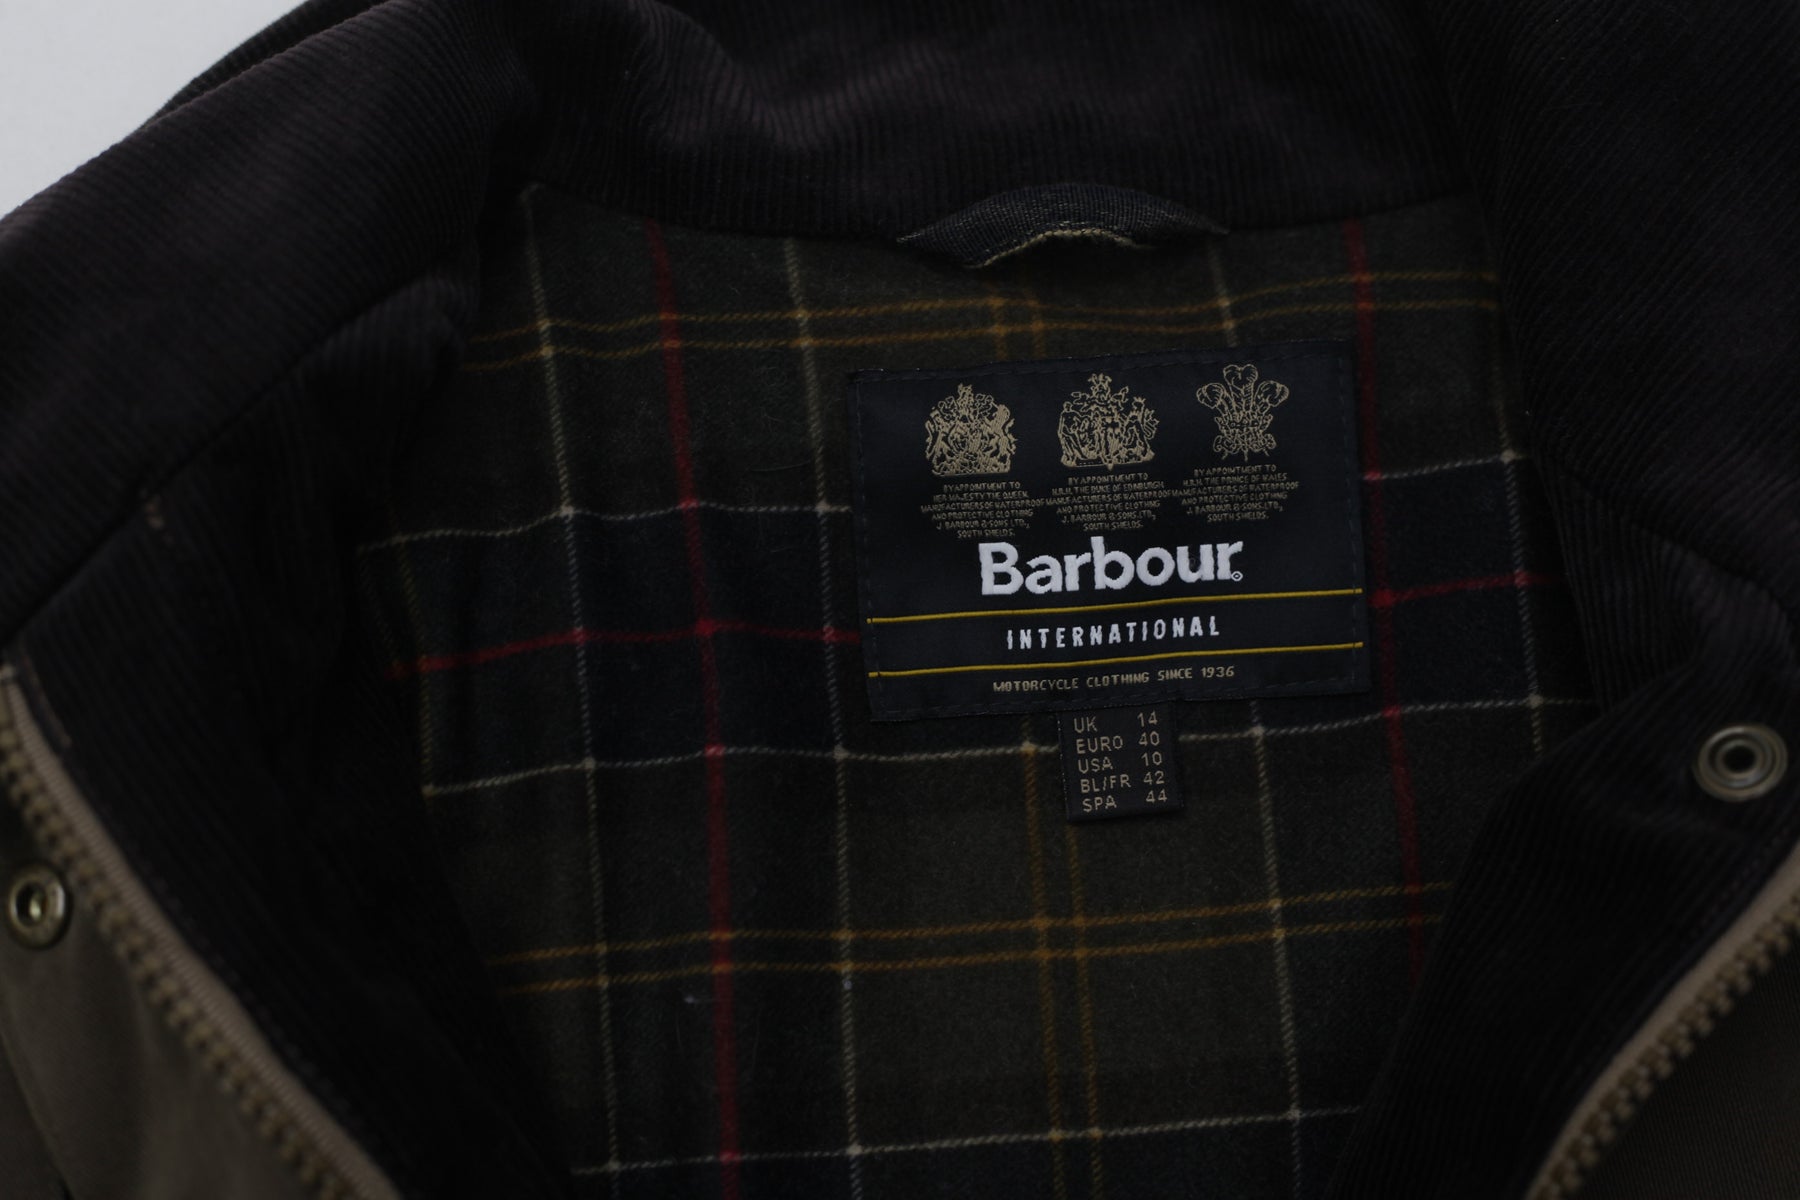 BY APPOINTMENT TO
HER MAJESTY THE QUEEN
MANUFACTURERS OF WATERPROOF
AND PROTECTIVE CLOTHING
J. BARBOUR & SONS LTD.,
SOUTH SHIELDS.
BY APPOINTMENT TO
H.R.H. THE DUKE OF EDINBURGH
MANUFACTURERS OF WATERPROOF
AND PROTECTIVE CLOTHING
J. BARBOUR & SONS LTD.,
SOUTH SHIELDS.
BY APPOINTMENT TO
H.R.H. THE PRINCE OF WALES
MANUFACTURERS OF WATERPROOF
AND PROTECTIVE CLOTHING
J. BARBOUR & SONS LTD.,
SOUTH SHIELDS.
Barbour®
INTERNATIONAL
MOTORCYCLE CLOTHING SINCE 1936
UK 14
EURO 40
USA 10
BL/FR 42
SPA 44